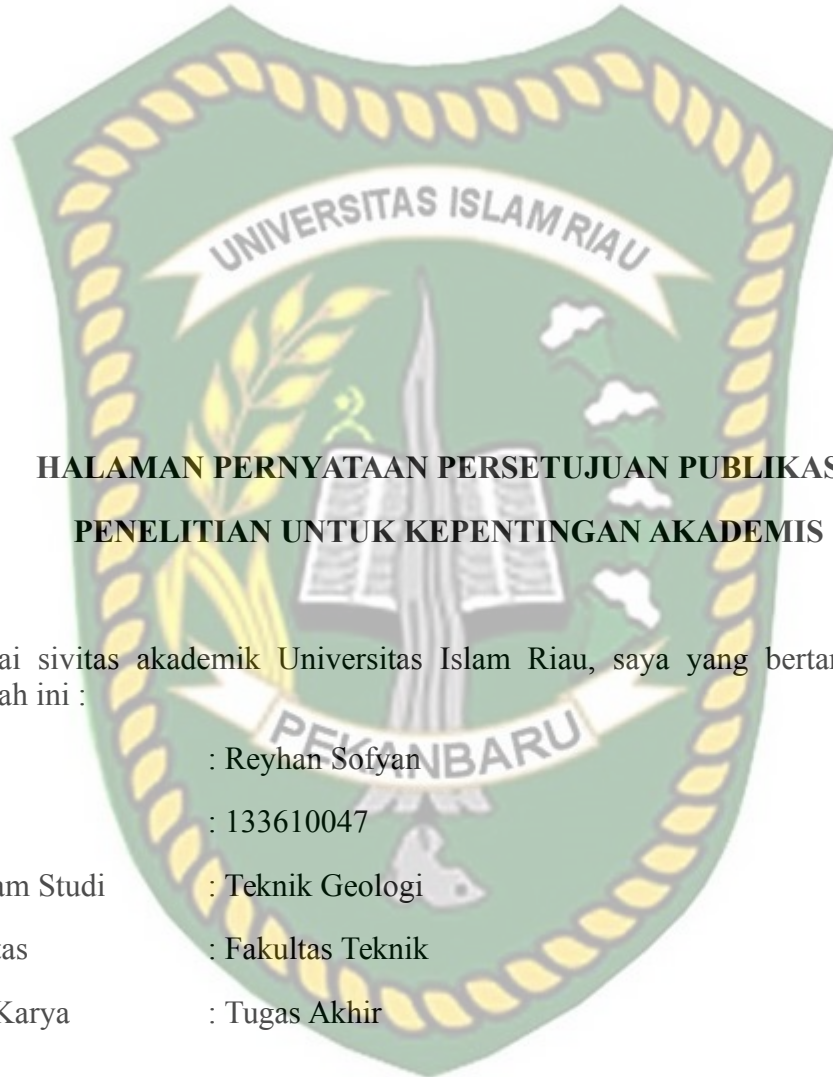 UNIVERSITAS ISLAM RIAU
HALAMAN PERNYATAAN PERSETUJUAN PUBLIKAS
PENELITIAN UNTUK KEPENTINGAN AKADEMIS
ai sivitas akademik Universitas Islam Riau, saya yang bertan
ah ini :
: Reyhan Sofyan
PEKANBARU
: 133610047
am Studi : Teknik Geologi
tas : Fakultas Teknik
Karya : Tugas Akhir